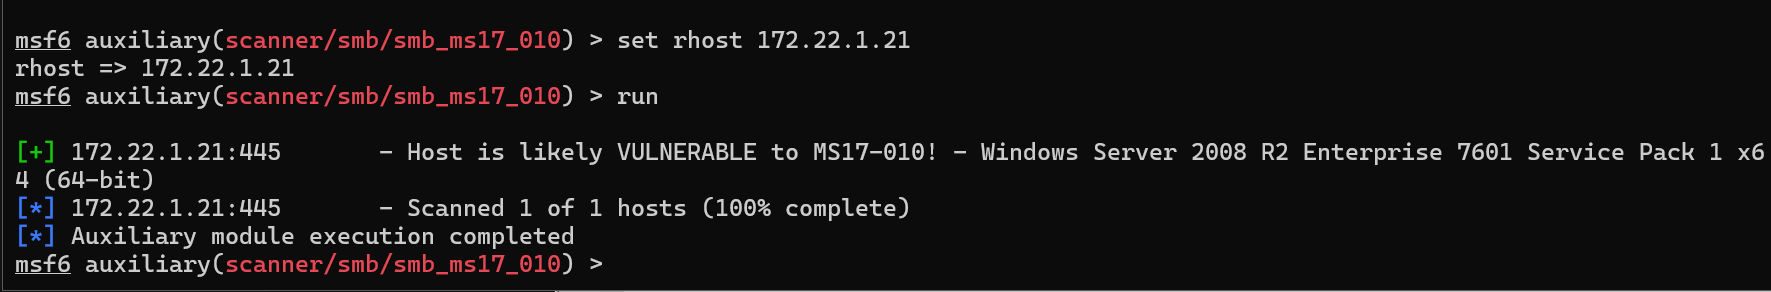 msf6 auxiliary(scanner/smb/smb_ms17_010) > set rhost 172.22.1.21
rhost => 172.22.1.21
msf6 auxiliary(scanner/smb/smb_ms17_010) > run
[+] 172.22.1.21:445       - Host is likely VULNERABLE to MS17-010! - Windows Server 2008 R2 Enterprise 7601 Service Pack 1 x6
4 (64-bit)
[*] 172.22.1.21:445       - Scanned 1 of 1 hosts (100% complete)
[*] Auxiliary module execution completed
msf6 auxiliary(scanner/smb/smb_ms17_010) >